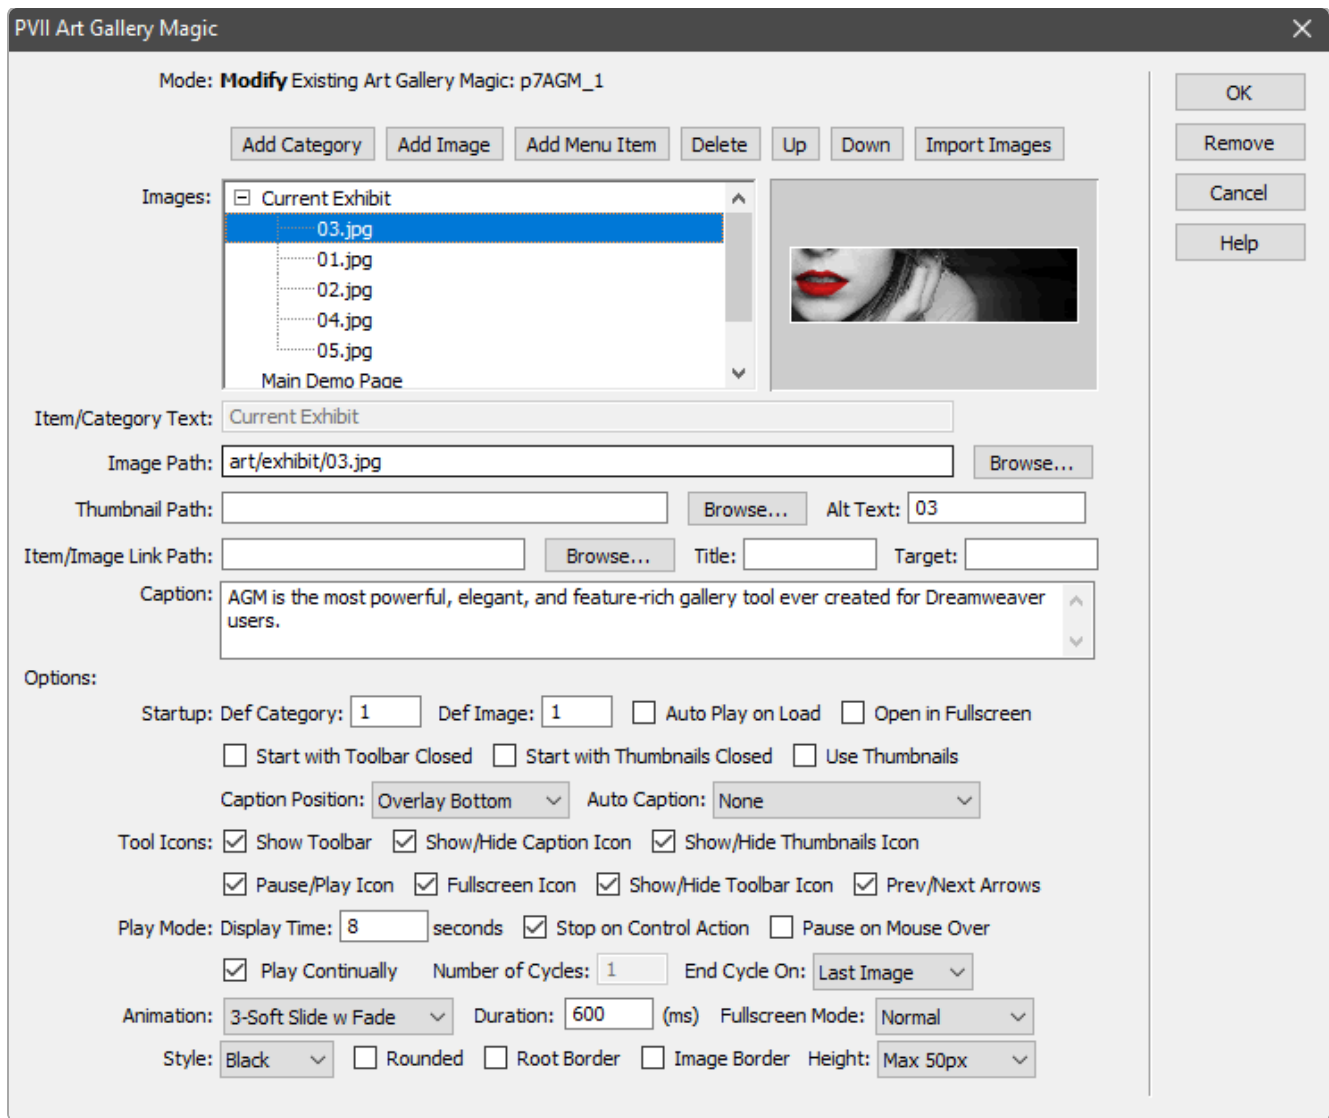 PVII Art Gallery Magic
Mode: Modify Existing Art Gallery Magic: p7AGM_1
OK
Add Category Add Image Add Menu Item Delete Up Down Import Images
Remove
Images: Current Exhibit
Cancel
03.jpg
Help
01.jpg
02.jpg
04.jpg
05.jpg
Main Demo Page
Item/Category Text: Current Exhibit
Image Path: art/exhibit/03.jpg Browse...
Thumbnail Path: Browse... Alt Text: 03
Item/Image Link Path: Browse... Title: Target:
Caption: AGM is the most powerful, elegant, and feature-rich gallery tool ever created for Dreamweaver
users.
Options:
Startup: Def Category: 1 Def Image: 1 Auto Play on Load Open in Fullscreen
Start with Toolbar Closed Start with Thumbnails Closed Use Thumbnails
Caption Position: Overlay Bottom Auto Caption: None
Tool Icons: Show Toolbar Show/Hide Caption Icon Show/Hide Thumbnails Icon
Pause/Play Icon Fullscreen Icon Show/Hide Toolbar Icon Prev/Next Arrows
Play Mode: Display Time: 8 seconds Stop on Control Action Pause on Mouse Over
Play Continually Number of Cycles: 1 End Cycle On: Last Image
Animation: 3-Soft Slide w Fade Duration: 600 (ms) Fullscreen Mode: Normal
Style: Black Rounded Root Border Image Border Height: Max 50px